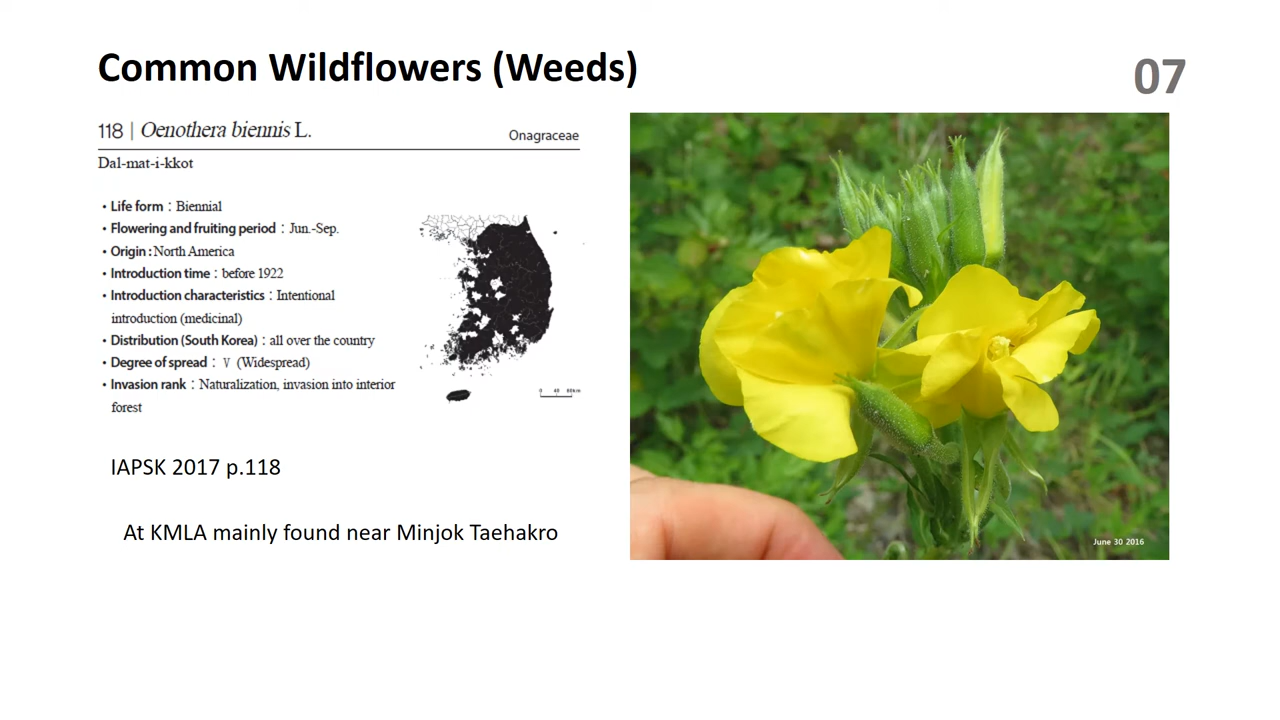 Common Wildflowers (Weeds)
07
118 | Oenothera biennis L.
Onagraceae
Dal-mat-i-kkot
• Life form : Biennial
• Flowering and fruiting period : Jun.-Sep.
• Origin : North America
• Introduction time : before 1922
• Introduction characteristics : Intentional
introduction (medicinal)
• Distribution (South Korea) : all over the country
• Degree of spread : Ⅴ (Widespread)
• Invasion rank : Naturalization, invasion into interior
forest
0 40 80km
IAPSK 2017 p.118
At KMLA mainly found near Minjok Taehakro
June 30 2016